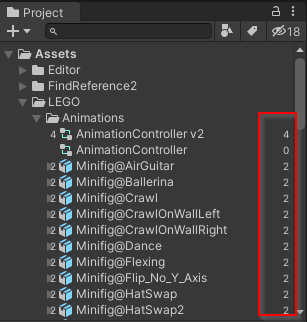 Project
18
Assets
Editor
FindReference2
LEGO
Animations
4 AnimationController v2 4
AnimationController 0
2 Minifig@AirGuitar 2
2 Minifig@Ballerina 2
2 Minifig@Crawl 2
2 Minifig@CrawlOnWallLeft 2
2 Minifig@CrawlOnWallRight 2
2 Minifig@Dance 2
2 Minifig@Flexing 2
2 Minifig@Flip_No_Y_Axis 2
2 Minifig@HatSwap 2
2 Minifig@HatSwap2 2